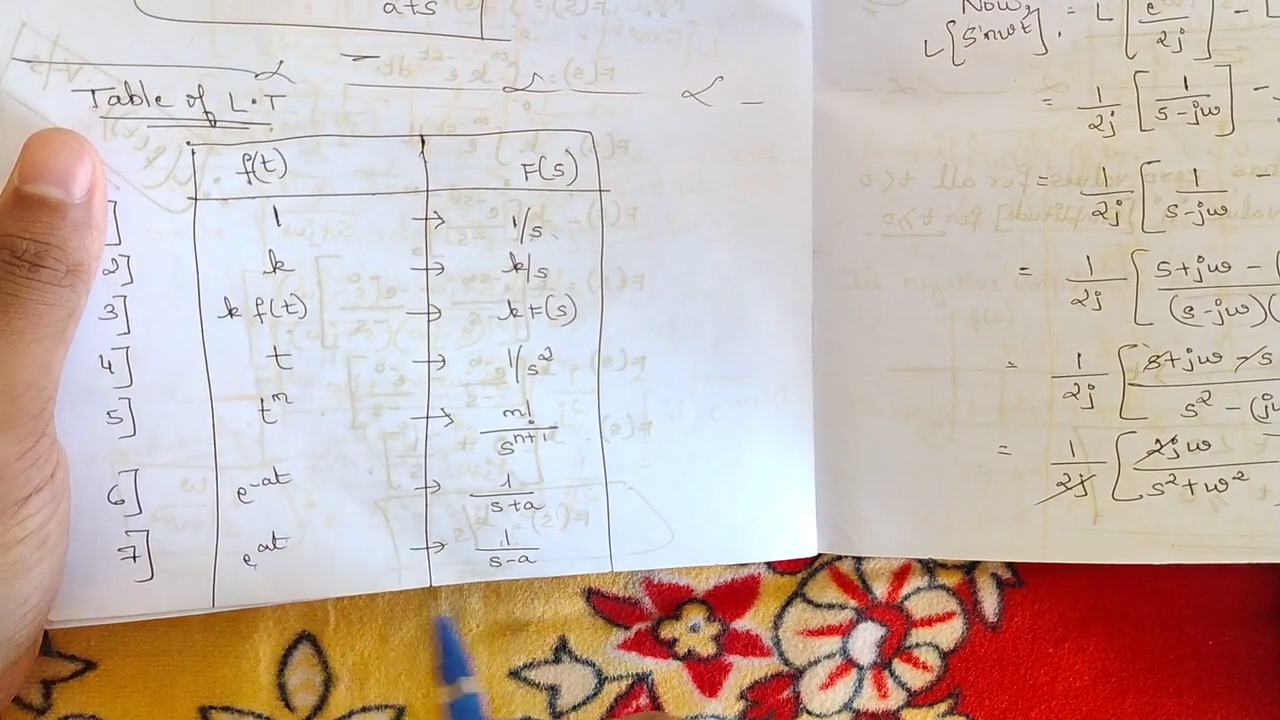 a+s
Table of L.T
f(t) F(s)
1] 1 → 1/s
2] k → k/s
3] k f(t) → k F(s)
4] t → 1/s²
5] tⁿ → n!/sⁿ⁺¹
6] e⁻ᵃᵗ → 1/(s+a)
7] eᵃᵗ → 1/(s-a)
Now,
L{Sinωt}. = L[e/2j] -
= 1/2j [1/(s-jω)] -
= 1/2j [1/(s-jω) -
= 1/2j [s+jω - (/(s-jω)(
= 1/2j [s+jω - s/s² - (jω
= 1/2j [2jω/s²+ω²